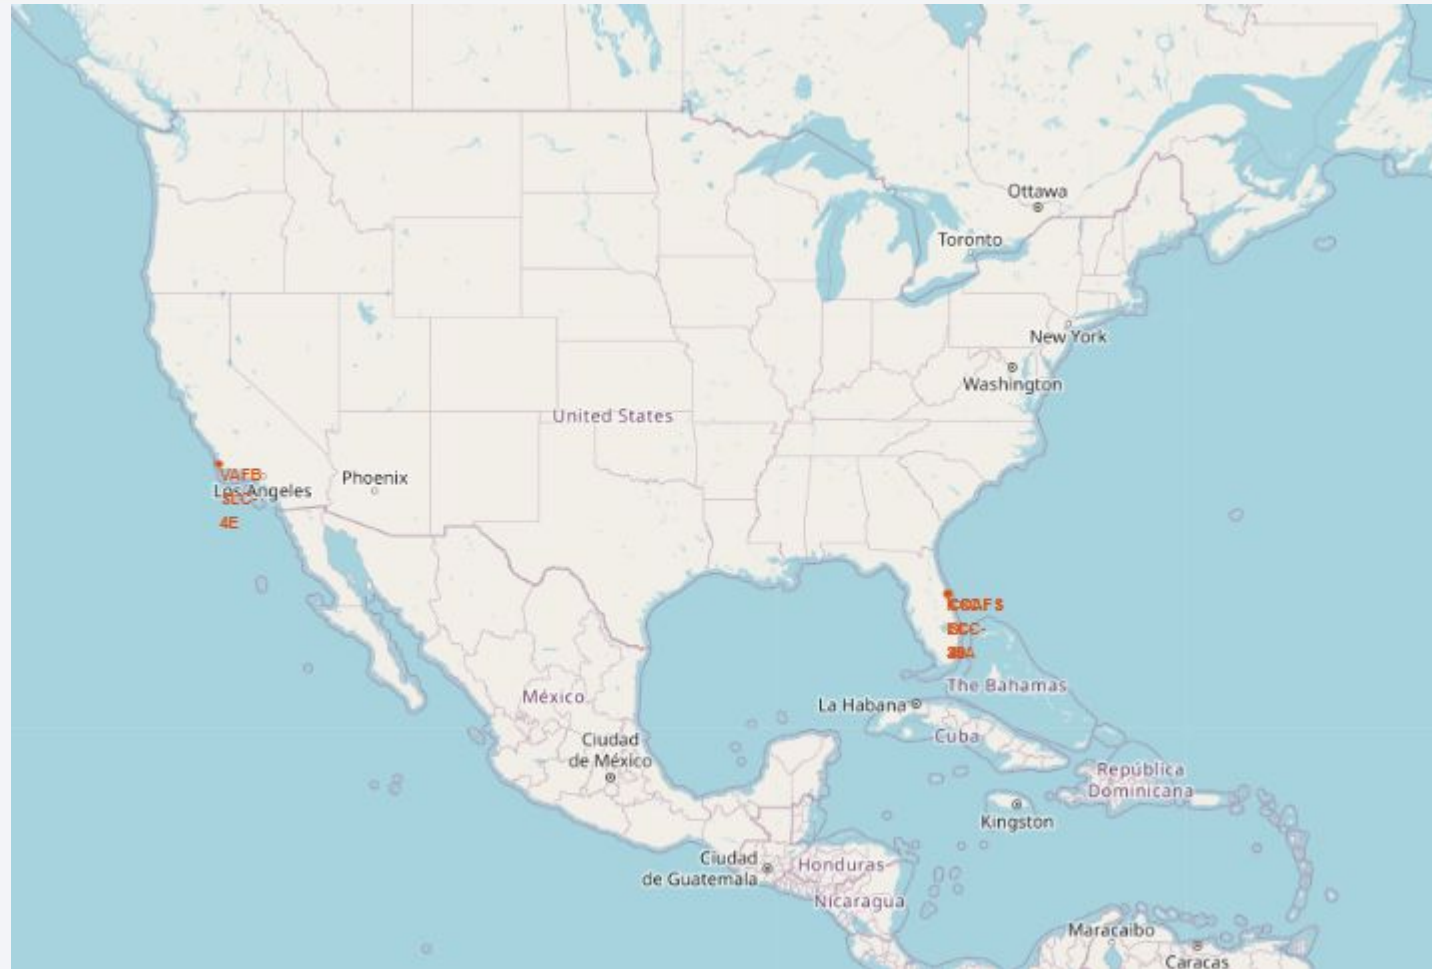 Ottawa
Toronto
New York
Washington
United States
VAFB
Los Angeles
SLC-
4E
Phoenix
The Bahamas
La Habana
México
Cuba
Ciudad
de México
República
Dominicana
Kingston
Ciudad
de Guatemala
Honduras
Nicaragua
Maracaibo
Caracas